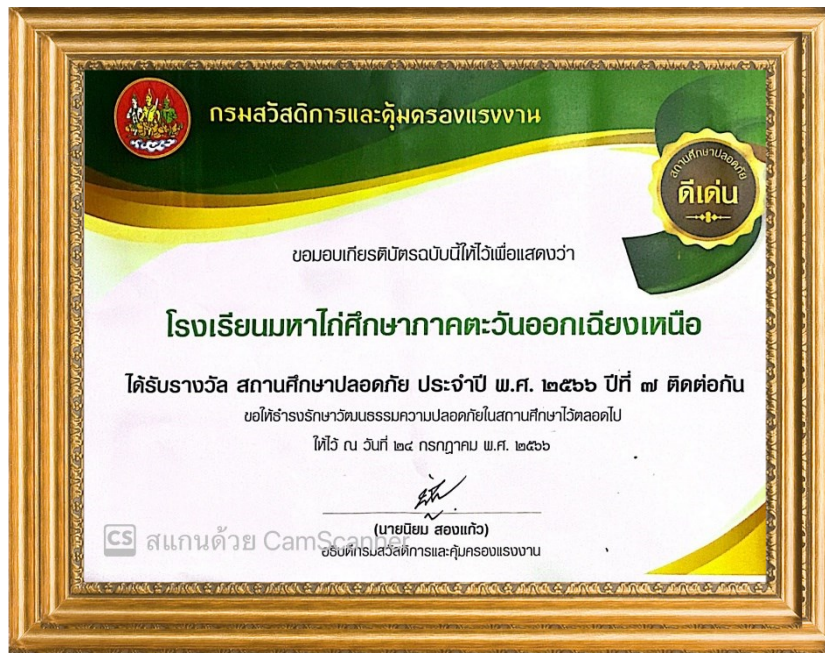 กรมสวัสดิการและคุ้มครองแรงงาน
สถานศึกษาปลอดภัย
ดีเด่น
ขอมอบเกียรติบัตรฉบับนี้ให้ไว้เพื่อแสดงว่า
โรงเรียนมหาไถ่ศึกษาภาคตะวันออกเฉียงเหนือ
ได้รับรางวัล สถานศึกษาปลอดภัย ประจำปี พ.ศ. ๒๕๖๖ ปีที่ ๗ ติดต่อกัน
ขอให้ธำรงรักษาวัฒนธรรมความปลอดภัยในสถานศึกษาไว้ตลอดไป
ให้ไว้ ณ วันที่ ๒๔ กรกฎาคม พ.ศ. ๒๕๖๖
(นายนิยม สองแก้ว)
อธิบดีกรมสวัสดิการและคุ้มครองแรงงาน
CS สแกนด้วย CamScanner